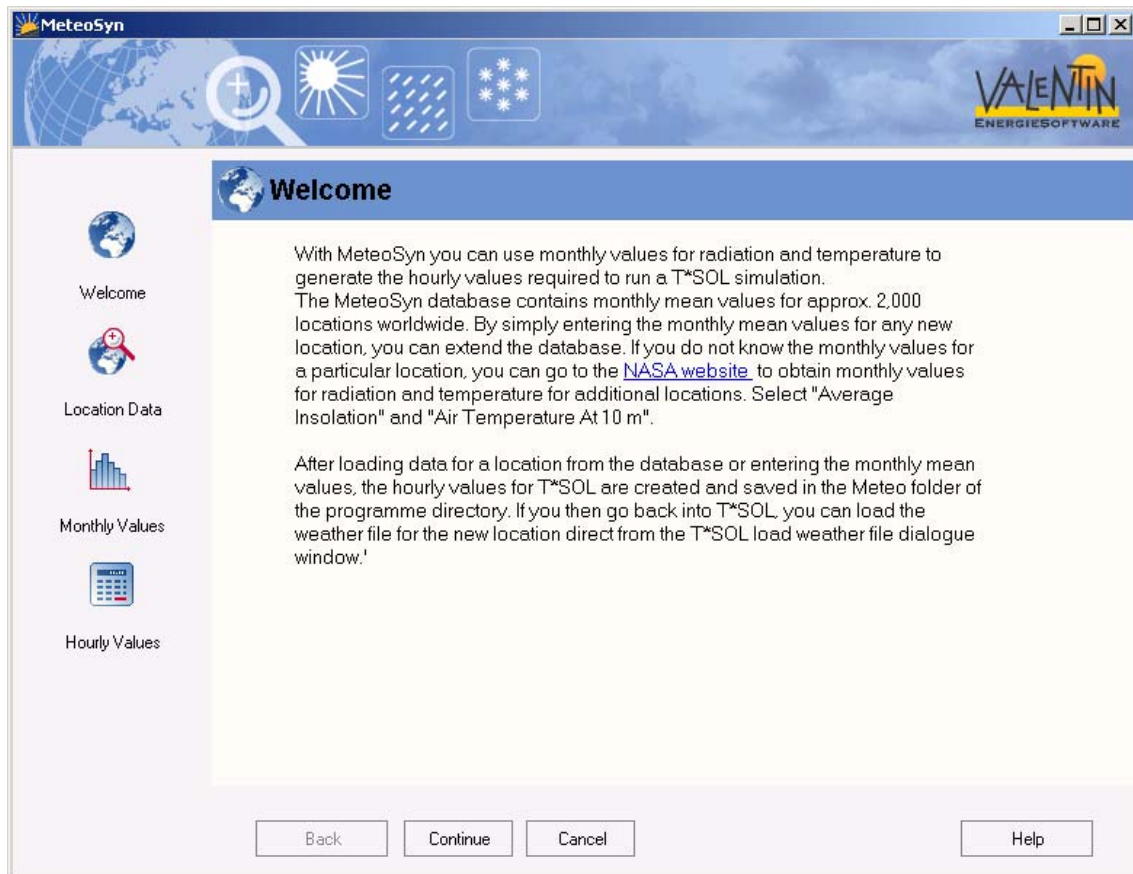 MeteoSyn
VALENTIN
ENERGIESOFTWARE
Welcome
Location Data
Monthly Values
Hourly Values
Welcome
With MeteoSyn you can use monthly values for radiation and temperature to
generate the hourly values required to run a T*SOL simulation.
The MeteoSyn database contains monthly mean values for approx. 2,000
locations worldwide. By simply entering the monthly mean values for any new
location, you can extend the database. If you do not know the monthly values for
a particular location, you can go to the NASA website  to obtain monthly values
for radiation and temperature for additional locations. Select "Average
Insolation" and "Air Temperature At 10 m".
After loading data for a location from the database or entering the monthly mean
values, the hourly values for T*SOL are created and saved in the Meteo folder of
the programme directory. If you then go back into T*SOL, you can load the
weather file for the new location direct from the T*SOL load weather file dialogue
window.'
Back
Continue
Cancel
Help